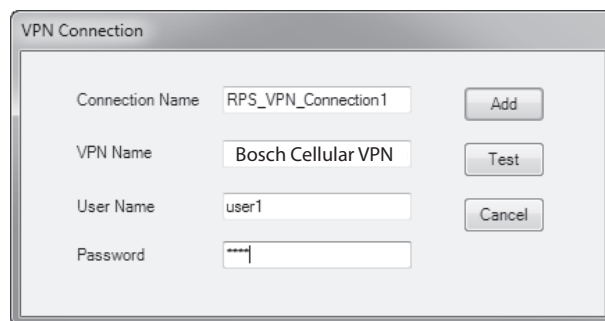 VPN Connection
Connection Name RPS_VPN_Connection1 Add
VPN Name Bosch Cellular VPN Test
User Name user1 Cancel
Password ****